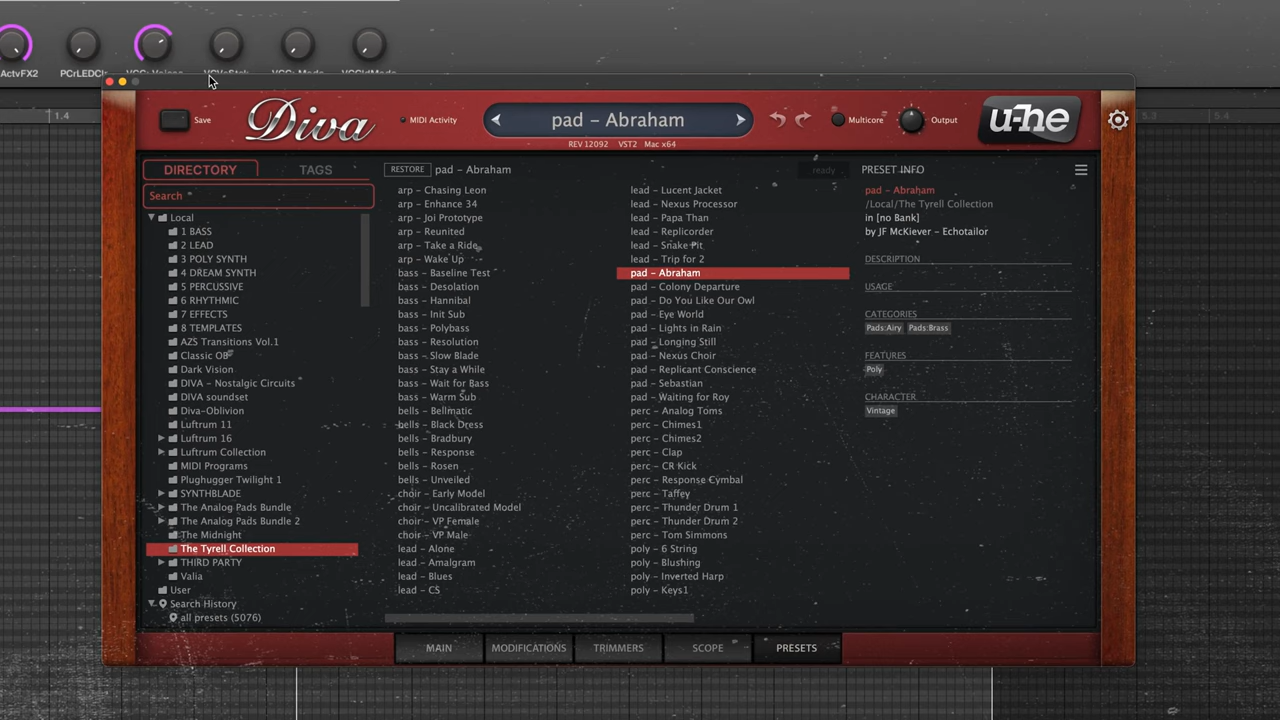 ActvFX2
PCrLEDCl
1.4
5.3
5.4
Save
Diva
MIDI Activity
pad – Abraham
Multicore
Output
u-he
REV 12092 VST2 Mac x64
DIRECTORY
TAGS
RESTORE pad – Abraham
ready
PRESET INFO
Search
Local
1 BASS
2 LEAD
3 POLY SYNTH
4 DREAM SYNTH
5 PERCUSSIVE
6 RHYTHMIC
7 EFFECTS
8 TEMPLATES
AZS Transitions Vol.1
Classic OB
Dark Vision
DIVA – Nostalgic Circuits
DIVA soundset
Diva-Oblivion
Luftrum 11
Luftrum 16
Luftrum Collection
MIDI Programs
Plughugger Twilight 1
SYNTHBLADE
The Analog Pads Bundle
The Analog Pads Bundle 2
The Midnight
The Tyrell Collection
THIRD PARTY
Valia
User
Search History
all presets (5076)
arp – Chasing Leon
arp – Enhance 34
arp – Joi Prototype
arp – Reunited
arp – Take a Ride
arp – Wake Up
bass – Baseline Test
bass – Desolation
bass – Hannibal
bass – Init Sub
bass – Polybass
bass – Resolution
bass – Slow Blade
bass – Stay a While
bass – Wait for Bass
bass – Warm Sub
bells – Bellmatic
bells – Black Dress
bells – Bradbury
bells – Response
bells – Rosen
bells – Unveiled
choir – Early Model
choir – Uncalibrated Model
choir – VP Female
choir – VP Male
lead – Alone
lead – Amalgram
lead – Blues
lead – CS
lead – Lucent Jacket
lead – Nexus Processor
lead – Papa Than
lead – Replicorder
lead – Snake Pit
lead – Trip for 2
pad – Abraham
pad – Colony Departure
pad – Do You Like Our Owl
pad – Eye World
pad – Lights in Rain
pad – Longing Still
pad – Nexus Choir
pad – Replicant Conscience
pad – Sebastian
pad – Waiting for Roy
perc – Analog Toms
perc – Chimes1
perc – Chimes2
perc – Clap
perc – CR Kick
perc – Response Cymbal
perc – Taffey
perc – Thunder Drum 1
perc – Thunder Drum 2
perc – Tom Simmons
poly – 6 String
poly – Blushing
poly – Inverted Harp
poly – Keys1
pad – Abraham
/Local/The Tyrell Collection
in [no Bank]
by JF McKiever – Echotailor
DESCRIPTION
USAGE
CATEGORIES
Pads:Airy Pads:Brass
FEATURES
Poly
CHARACTER
Vintage
MAIN
MODIFICATIONS
TRIMMERS
SCOPE
PRESETS